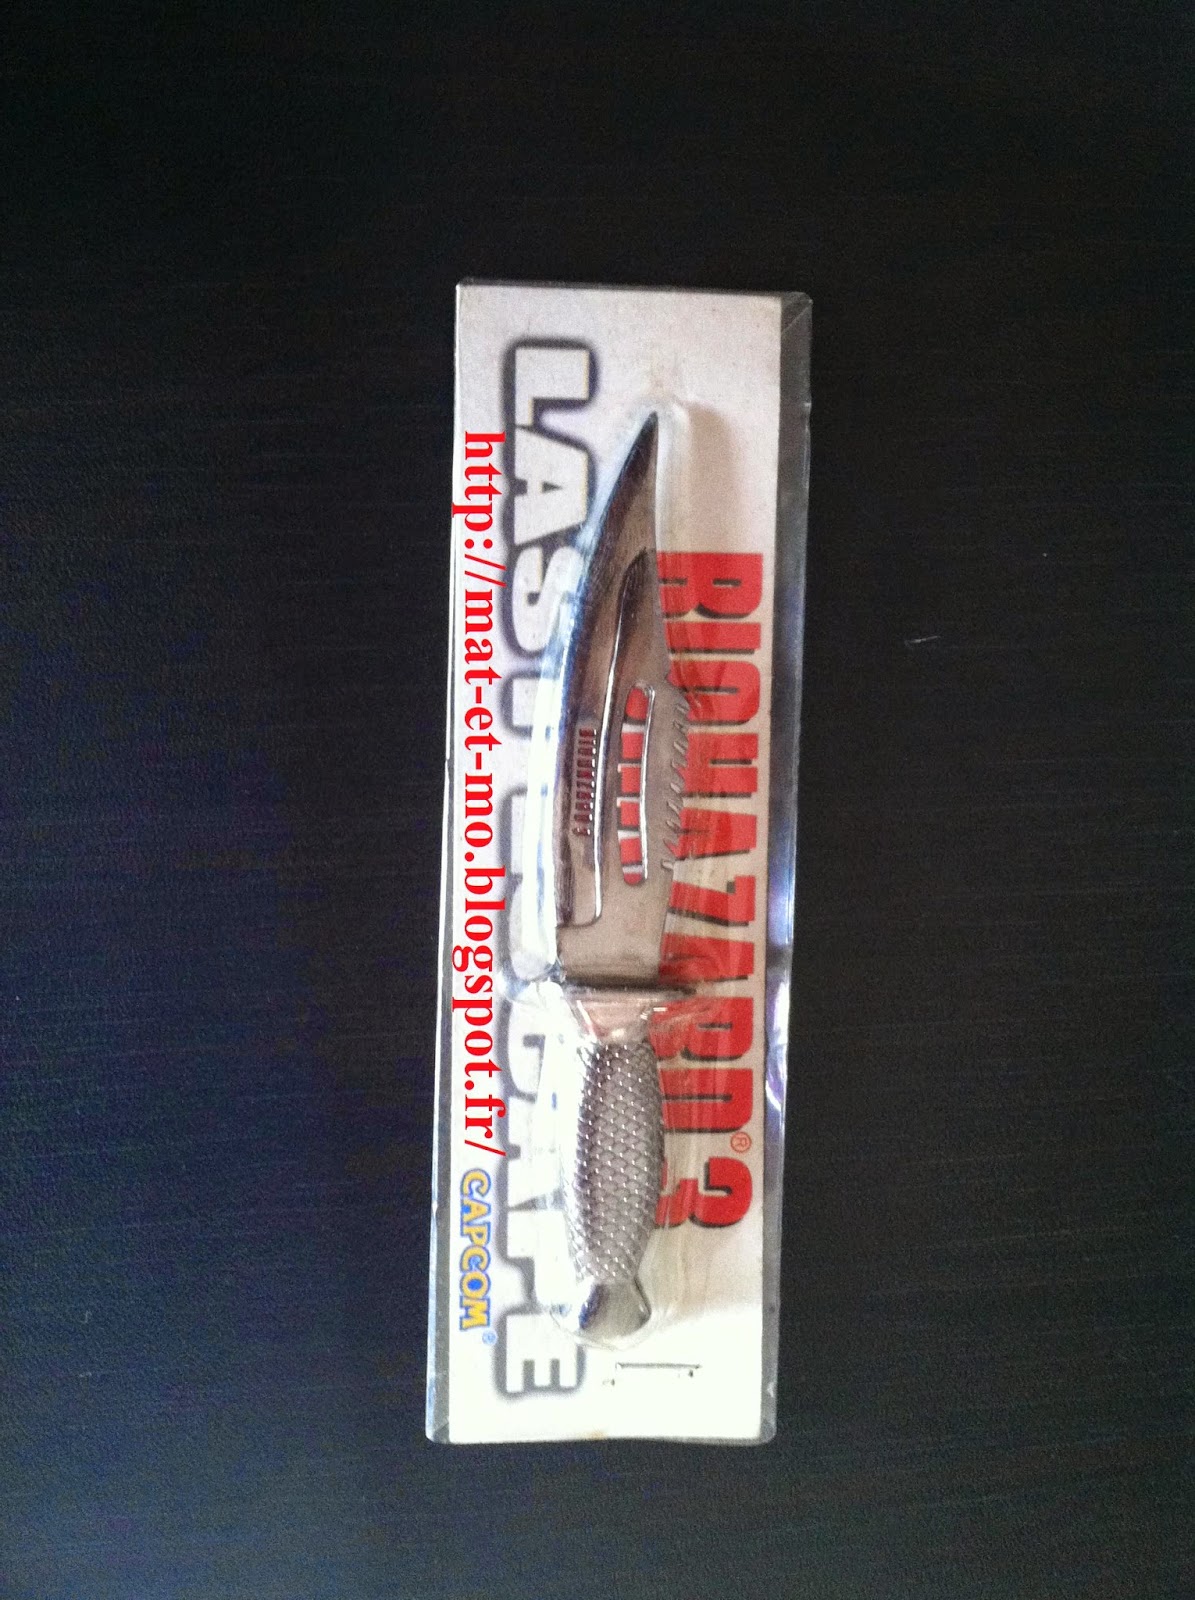 BIOHAZARD® 3
LAST ESCAPE
http://mat-et-mo.blogspot.fr/
CAPCOM®